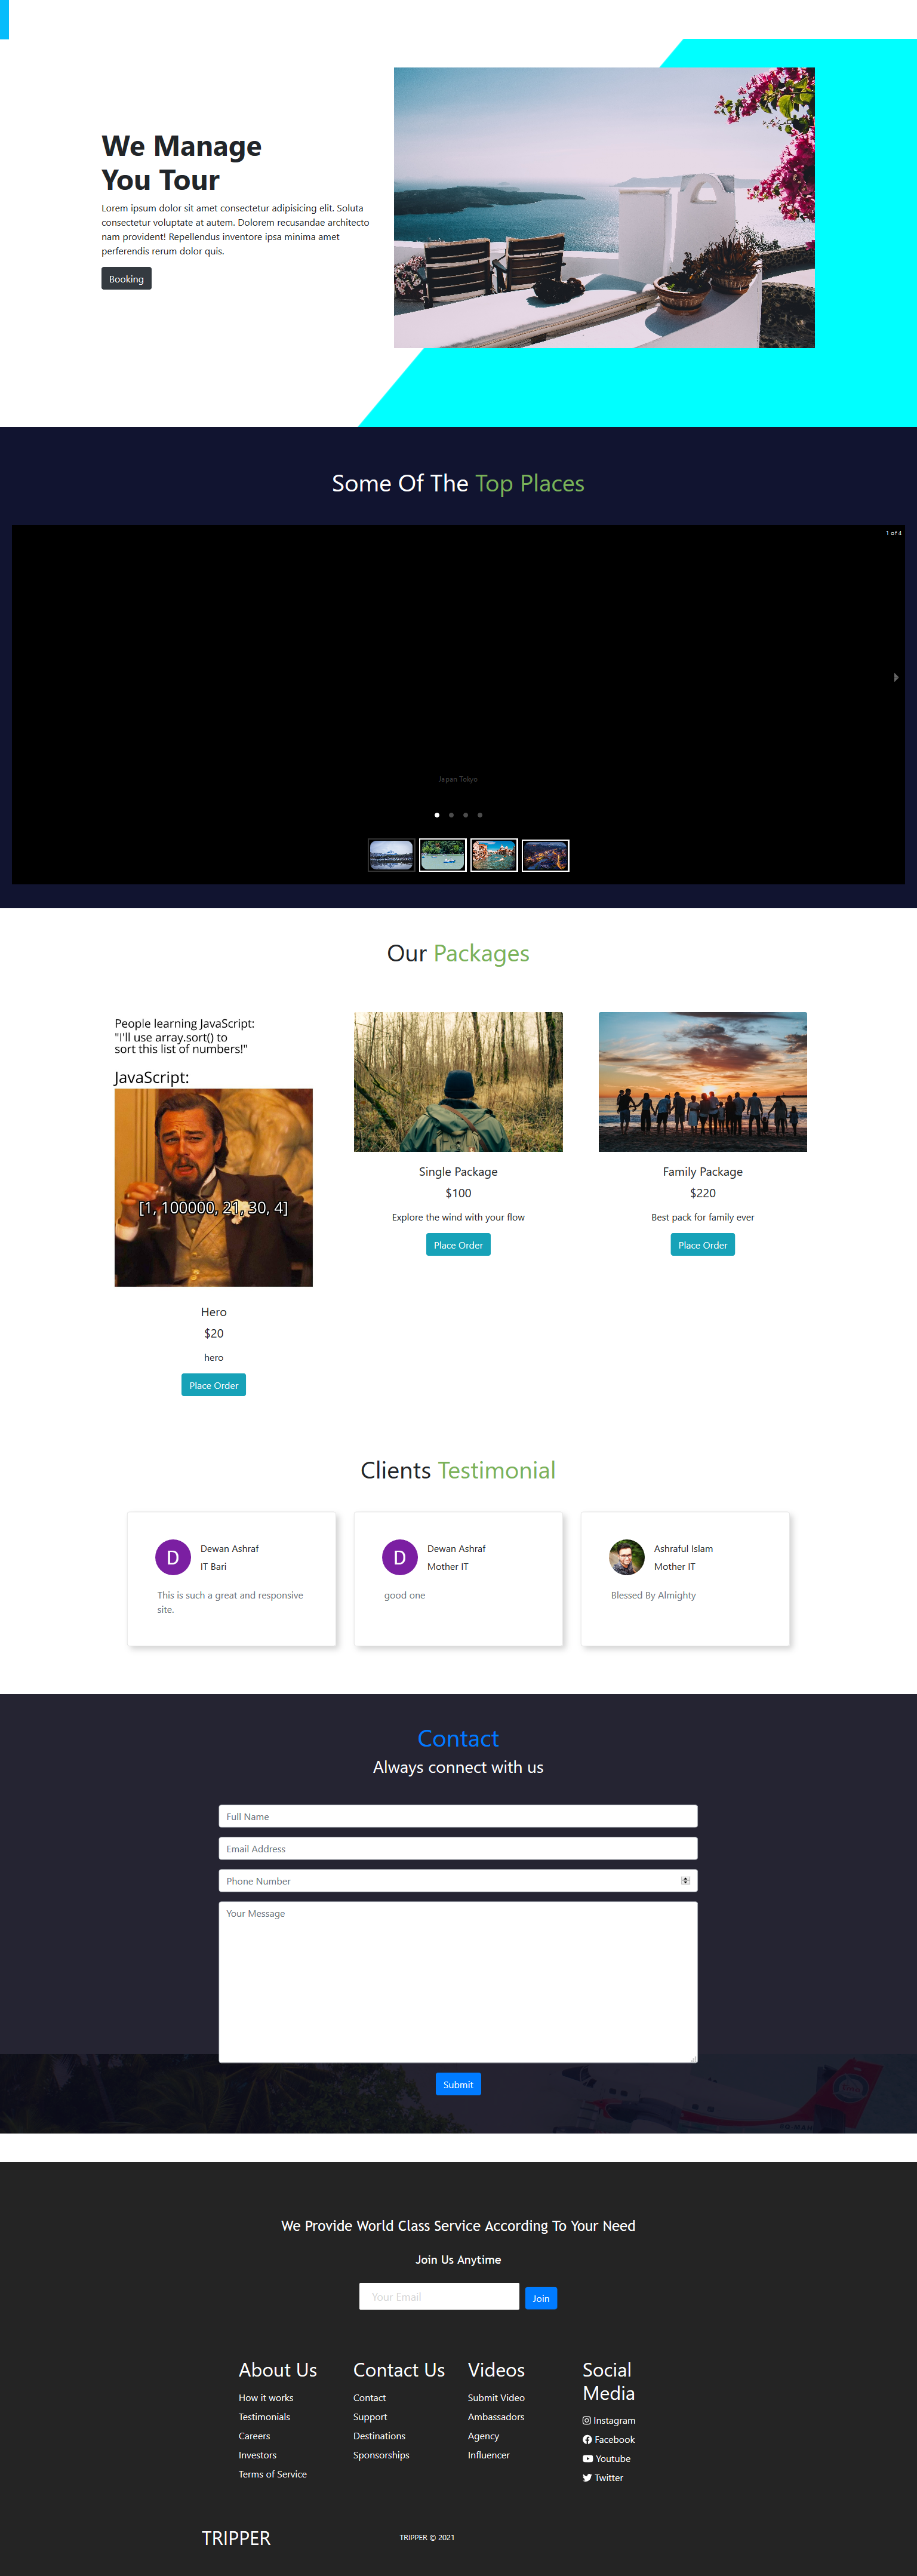 We Manage
You Tour
Lorem ipsum dolor sit amet consectetur adipisicing elit. Soluta
consectetur voluptate at autem. Dolorem recusandae architecto
nam provident! Repellendus inventore ipsa minima amet
perferendis rerum dolor quis.
Booking
Some Of The Top Places
1 of 4
Japan Tokyo
Our Packages
People learning JavaScript:
"I'll use array.sort() to
sort this list of numbers!"
JavaScript:
[1, 100000, 21, 30, 4]
Hero
$20
hero
Place Order
Single Package
$100
Explore the wind with your flow
Place Order
Family Package
$220
Best pack for family ever
Place Order
Clients Testimonial
D
Dewan Ashraf
IT Bari
This is such a great and responsive
site.
D
Dewan Ashraf
Mother IT
good one
Ashraful Islam
Mother IT
Blessed By Almighty
Contact
Always connect with us
Full Name
Email Address
Phone Number
Your Message
Submit
We Provide World Class Service According To Your Need
Join Us Anytime
Your Email
Join
About Us
How it works
Testimonials
Careers
Investors
Terms of Service
Contact Us
Contact
Support
Destinations
Sponsorships
Videos
Submit Video
Ambassadors
Agency
Influencer
Social
Media
Instagram
Facebook
Youtube
Twitter
TRIPPER
TRIPPER © 2021